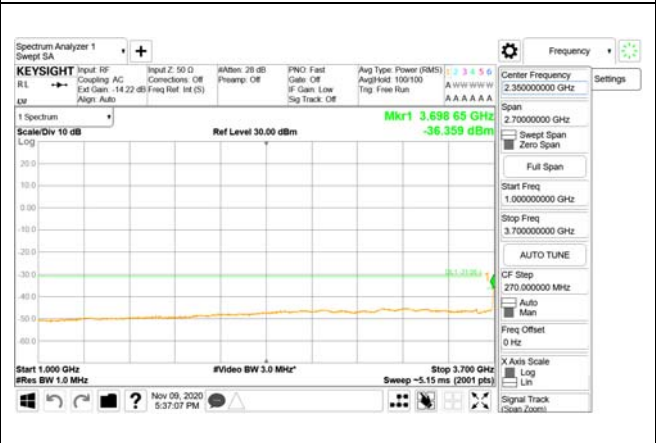 Spectrum Analyzer 1
Swept SA
Frequency
KEYSIGHT
R L
Input: RF
Coupling: AC
Ext Gain: -14.22 dB
Align: Auto
Input Z: 50 Ω
Corrections: Off
Freq Ref: Int (S)
#Atten: 28 dB
Preamp: Off
PNO: Fast
Gate: Off
IF Gain: Low
Sig Track: Off
Avg Type: Power (RMS)
Avg|Hold: 100/100
Trig: Free Run
1 2 3 4 5 6
A W W W W W
A A A A A A
Center Frequency
2.350000000 GHz
Settings
1 Spectrum
Scale/Div 10 dB
Log
Ref Level 30.00 dBm
Mkr1 3.698 65 GHz
-36.359 dBm
Span
2.70000000 GHz
Swept Span
Zero Span
Full Span
Start Freq
1.000000000 GHz
Stop Freq
3.700000000 GHz
AUTO TUNE
CF Step
270.000000 MHz
Auto
Man
Freq Offset
0 Hz
X Axis Scale
Log
Lin
Signal Track
(Span Zoom)
20.0
10.0
0.00
-10.0
-20.0
-30.0
-40.0
-50.0
-60.0
Start 1.000 GHz
#Res BW 1.0 MHz
#Video BW 3.0 MHz*
Stop 3.700 GHz
Sweep ~5.15 ms (2001 pts)
Nov 09, 2020
5:37:07 PM